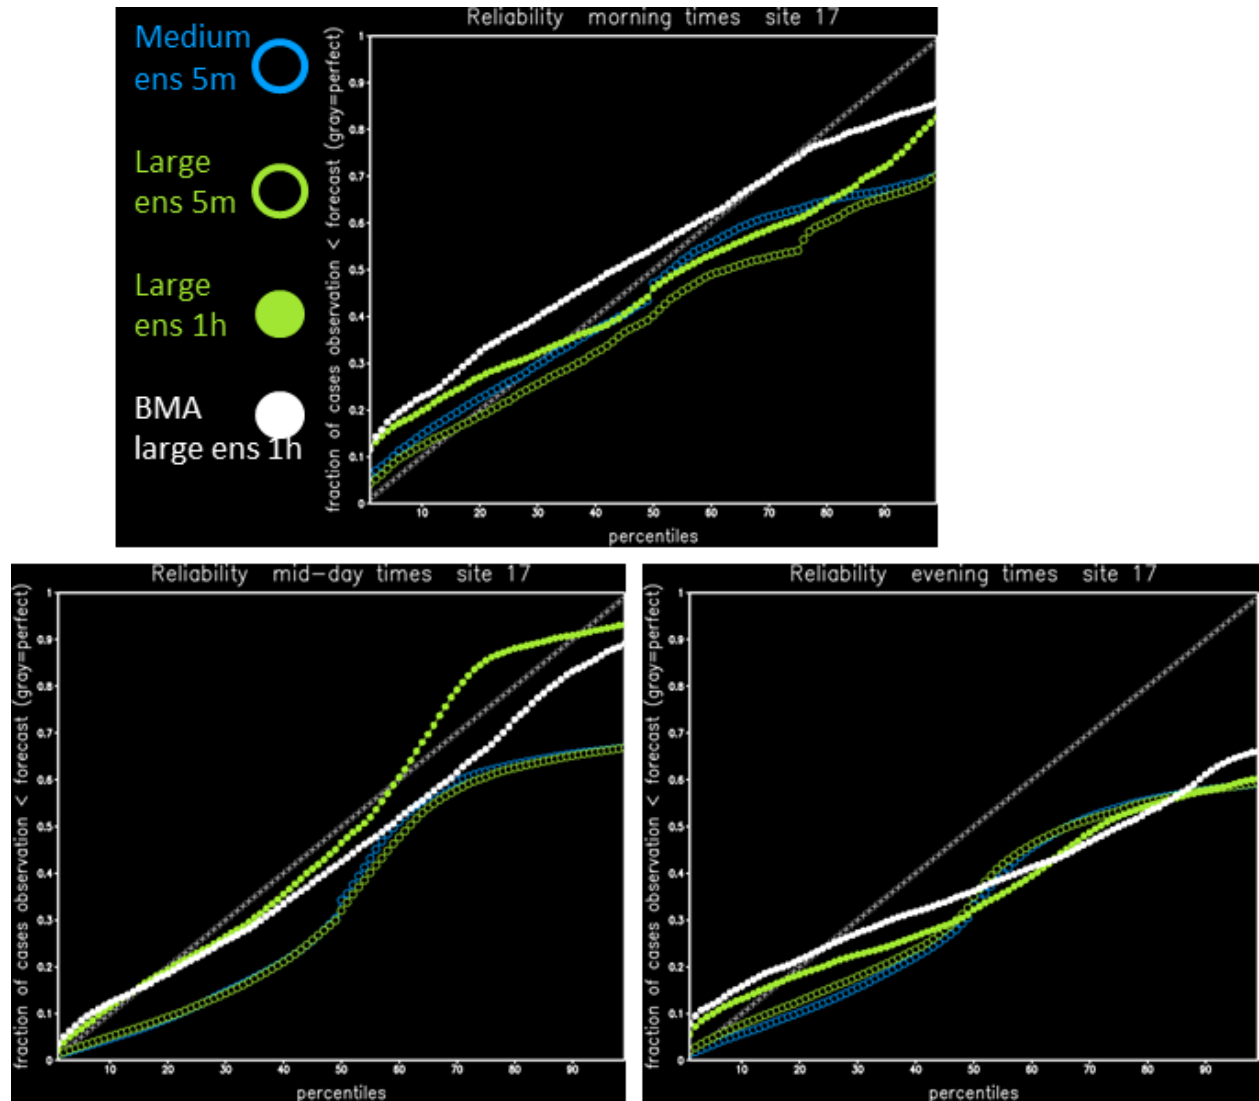 Reliability morning times site 17
Medium
ens 5m
Large
ens 5m
Large
ens 1h
BMA
large ens 1h
fraction of cases observation < forecast (gray=perfect)
1
0.9
0.8
0.7
0.6
0.5
0.4
0.3
0.2
0.1
0
10 20 30 40 50 60 70 80 90
percentiles
Reliability mid-day times site 17
fraction of cases observation < forecast (gray=perfect)
1
0.9
0.8
0.7
0.6
0.5
0.4
0.3
0.2
0.1
0
10 20 30 40 50 60 70 80 90
percentiles
Reliability evening times site 17
fraction of cases observation < forecast (gray=perfect)
1
0.9
0.8
0.7
0.6
0.5
0.4
0.3
0.2
0.1
0
10 20 30 40 50 60 70 80 90
percentiles